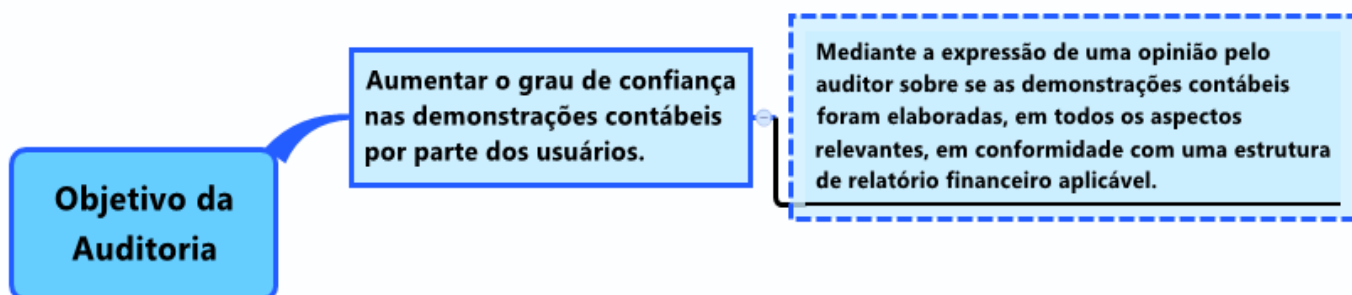 Objetivo da
Auditoria
Aumentar o grau de confiança
nas demonstrações contábeis
por parte dos usuários.
Mediante a expressão de uma opinião pelo
auditor sobre se as demonstrações contábeis
foram elaboradas, em todos os aspectos
relevantes, em conformidade com uma estrutura
de relatório financeiro aplicável.